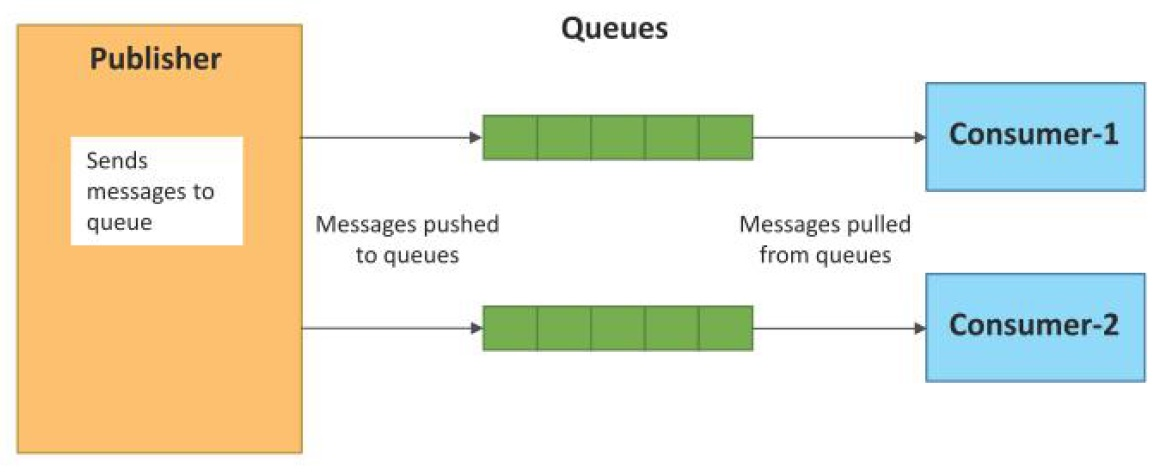 Queues
Publisher
Sends
messages to
queue
Messages pushed
to queues
Messages pulled
from queues
Consumer-1
Consumer-2